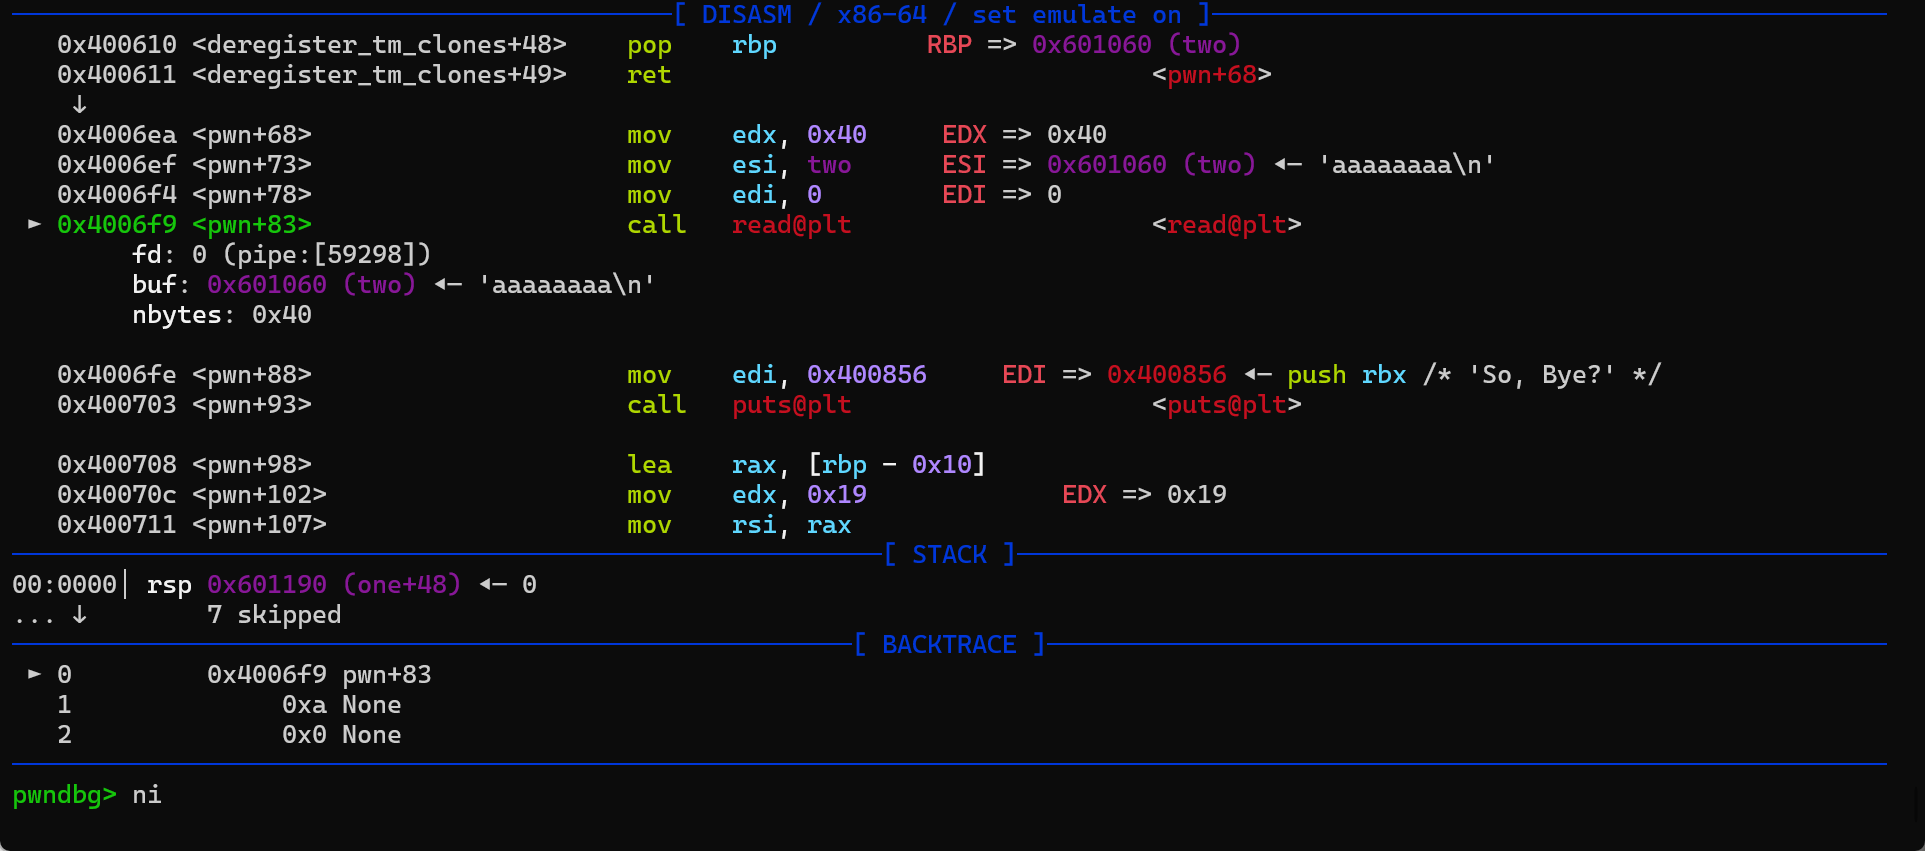 [ DISASM / x86-64 / set emulate on ]
0x400610 <deregister_tm_clones+48>    pop    rbp          RBP => 0x601060 (two)
0x400611 <deregister_tm_clones+49>    ret                                <pwn+68>
↓
0x4006ea <pwn+68>                     mov    edx, 0x40     EDX => 0x40
0x4006ef <pwn+73>                     mov    esi, two      ESI => 0x601060 (two) ◂— 'aaaaaaaa\n'
0x4006f4 <pwn+78>                     mov    edi, 0        EDI => 0
► 0x4006f9 <pwn+83>                     call   read@plt                    <read@plt>
fd: 0 (pipe:[59298])
buf: 0x601060 (two) ◂— 'aaaaaaaa\n'
nbytes: 0x40
0x4006fe <pwn+88>                     mov    edi, 0x400856     EDI => 0x400856 ◂— push rbx /* 'So, Bye?' */
0x400703 <pwn+93>                     call   puts@plt                    <puts@plt>
0x400708 <pwn+98>                     lea    rax, [rbp - 0x10]
0x40070c <pwn+102>                    mov    edx, 0x19             EDX => 0x19
0x400711 <pwn+107>                    mov    rsi, rax
[ STACK ]
00:0000│ rsp 0x601190 (one+48) ◂— 0
... ↓        7 skipped
[ BACKTRACE ]
► 0         0x4006f9 pwn+83
1              0xa None
2              0x0 None
pwndbg> ni